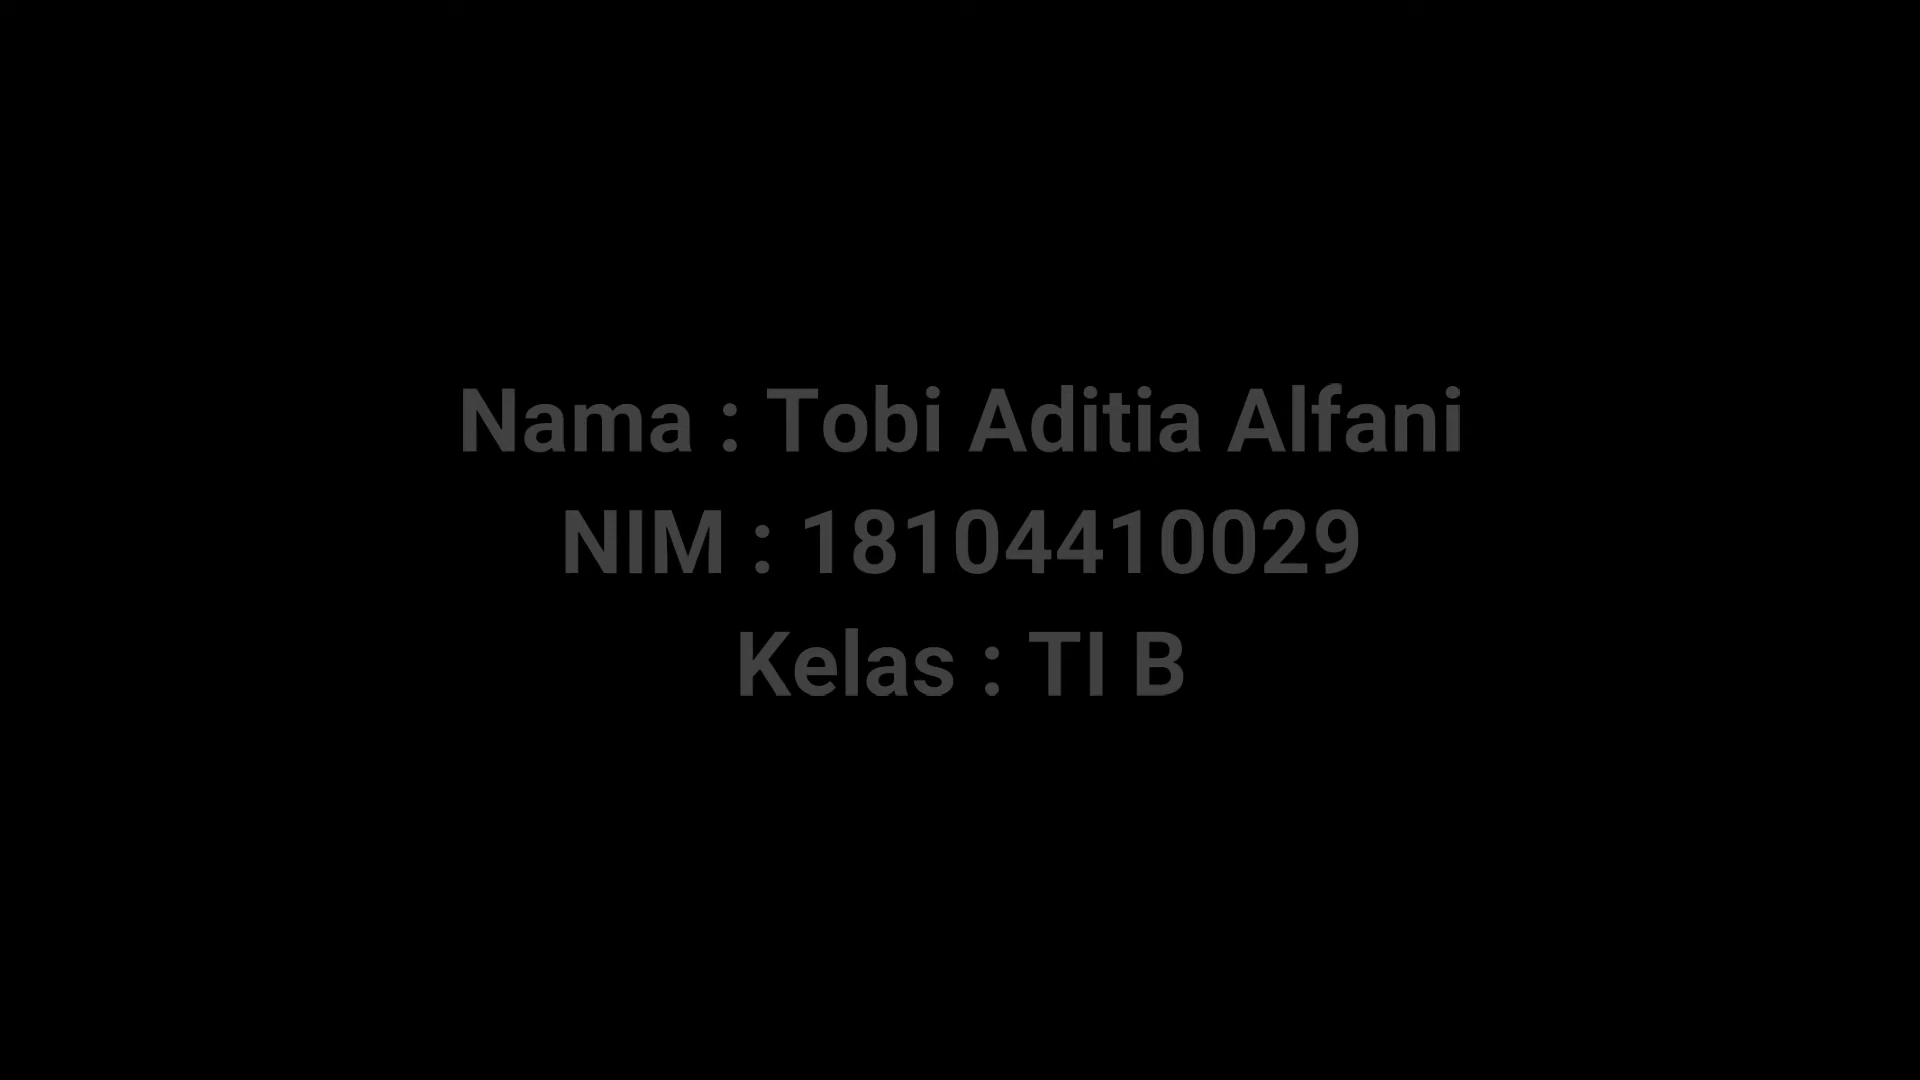 Nama : Tobi Aditia Alfani
NIM : 18104410029
Kelas : TI B